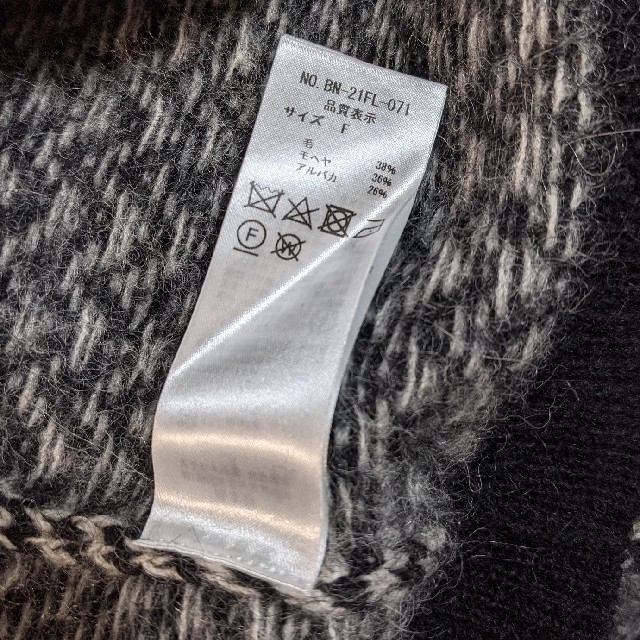 NO. BN-21FL-071
品質表示
サイズ F
毛 38%
モヘヤ 36%
アルパカ 26%
F
W